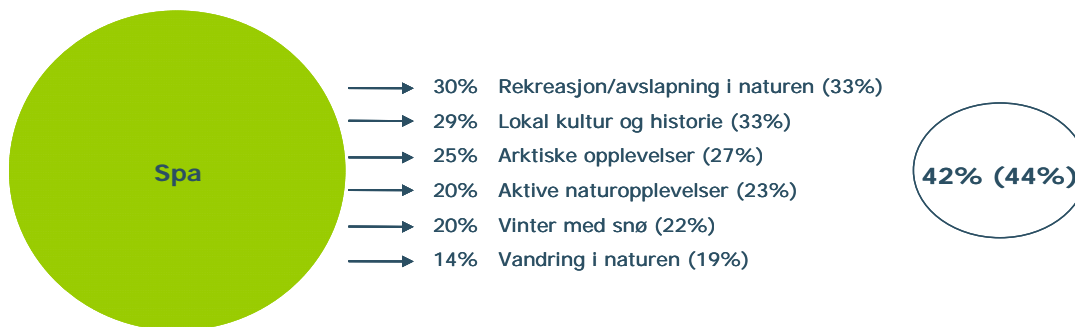 Spa
30% Rekreasjon/avslapning i naturen (33%)
29% Lokal kultur og historie (33%)
25% Arktiske opplevelser (27%)
20% Aktive naturopplevelser (23%)
20% Vinter med snø (22%)
14% Vandring i naturen (19%)
42% (44%)